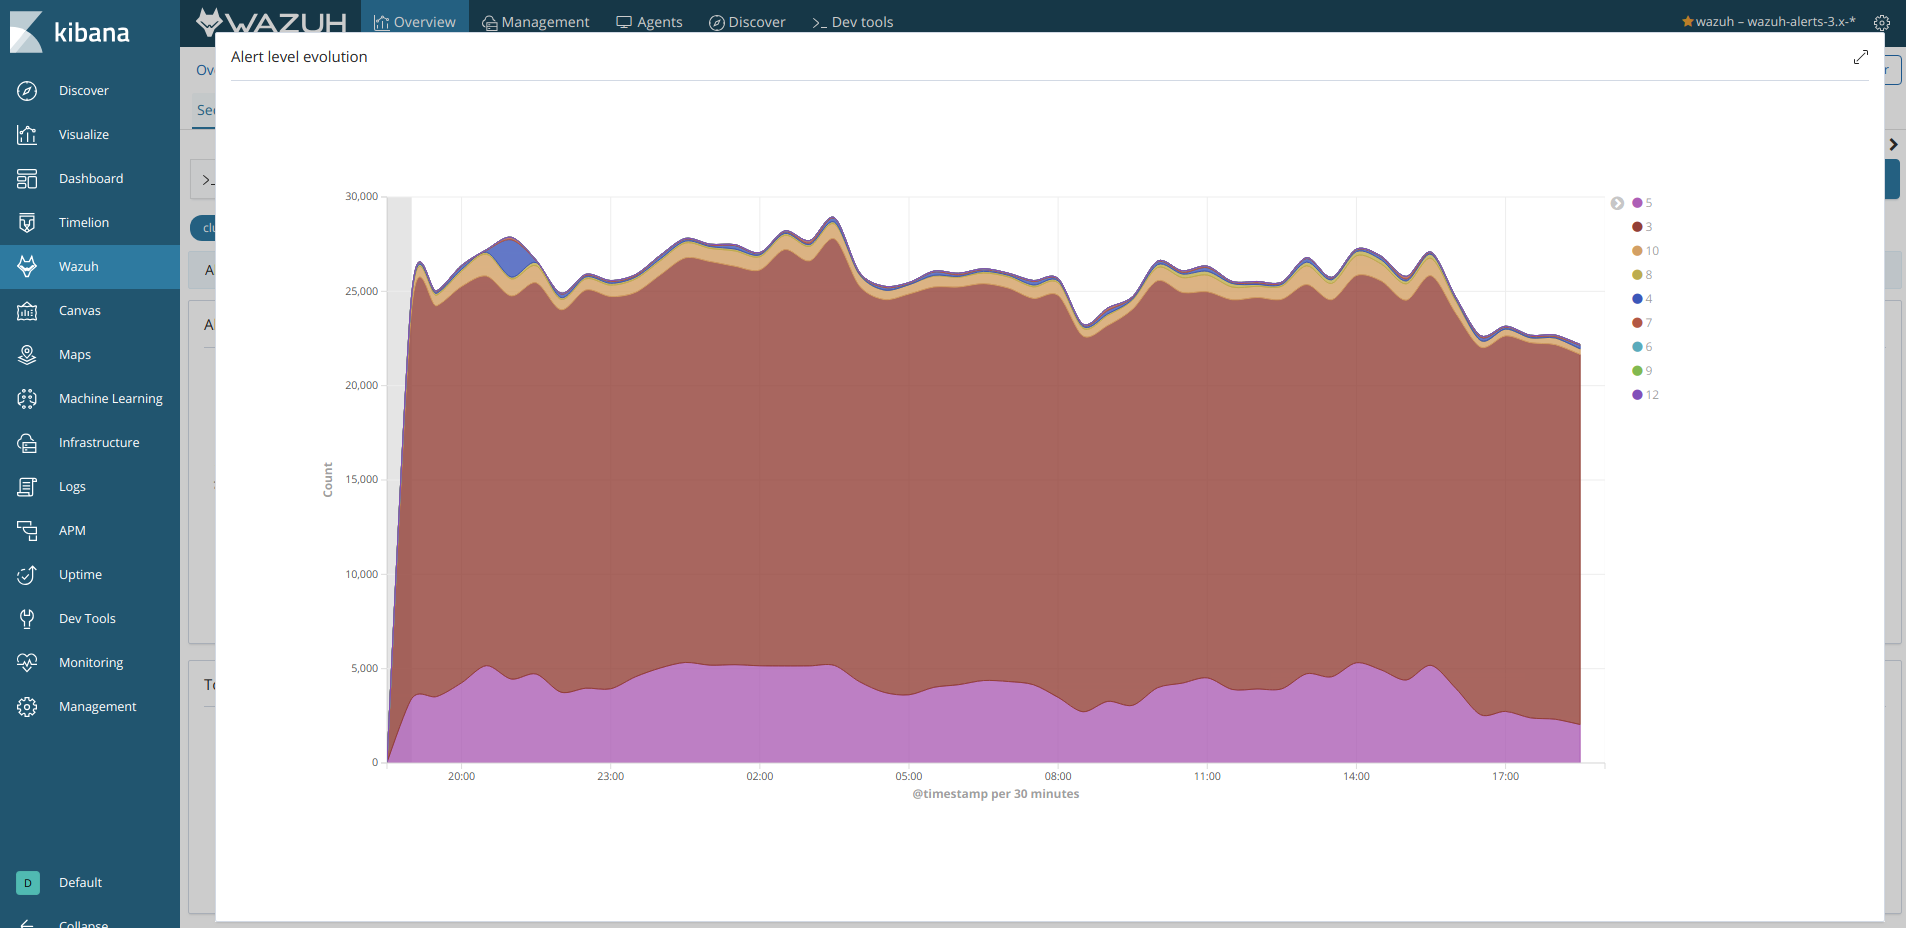 kibana
WAZUH
Overview
Management
Agents
Discover
>_ Dev tools
wazuh – wazuh-alerts-3.x-*
Alert level evolution
Discover
Visualize
Dashboard
Timelion
Wazuh
Canvas
Maps
Machine Learning
Infrastructure
Logs
APM
Uptime
Dev Tools
Monitoring
Management
D Default
Collapse
30,000
25,000
20,000
15,000
10,000
5,000
0
Count
20:00 23:00 02:00 05:00 08:00 11:00 14:00 17:00
@timestamp per 30 minutes
5
3
10
8
4
7
6
9
12